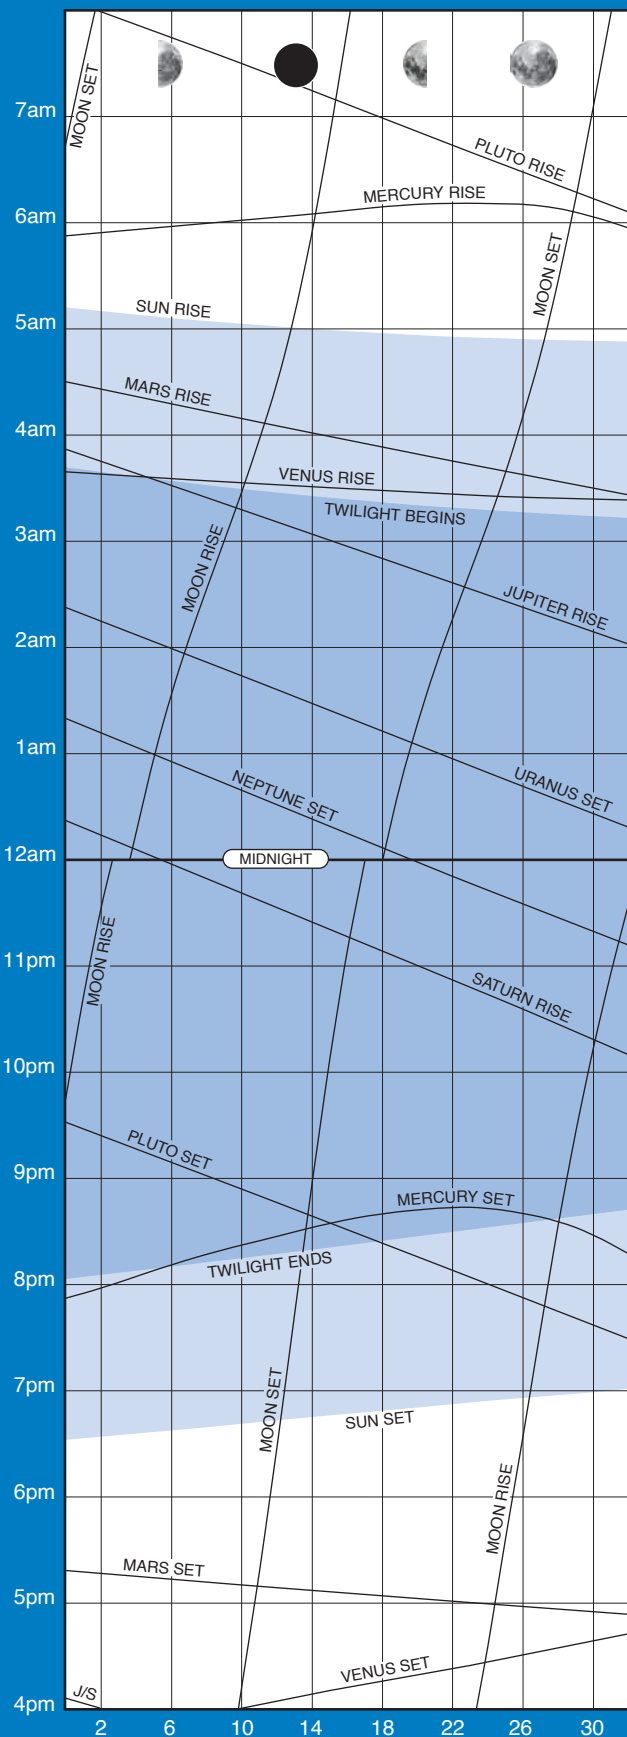 7am
MOON SET
PLUTO RISE
MERCURY RISE
6am
MOON SET
SUN RISE
5am
MARS RISE
4am
VENUS RISE
TWILIGHT BEGINS
3am
MOON RISE
JUPITER RISE
2am
1am
NEPTUNE SET
URANUS SET
12am
MIDNIGHT
MOON RISE
11pm
SATURN RISE
10pm
PLUTO SET
9pm
MERCURY SET
TWILIGHT ENDS
8pm
7pm
MOON SET
SUN SET
6pm
MOON RISE
MARS SET
5pm
VENUS SET
J/S
4pm
2 6 10 14 18 22 26 30